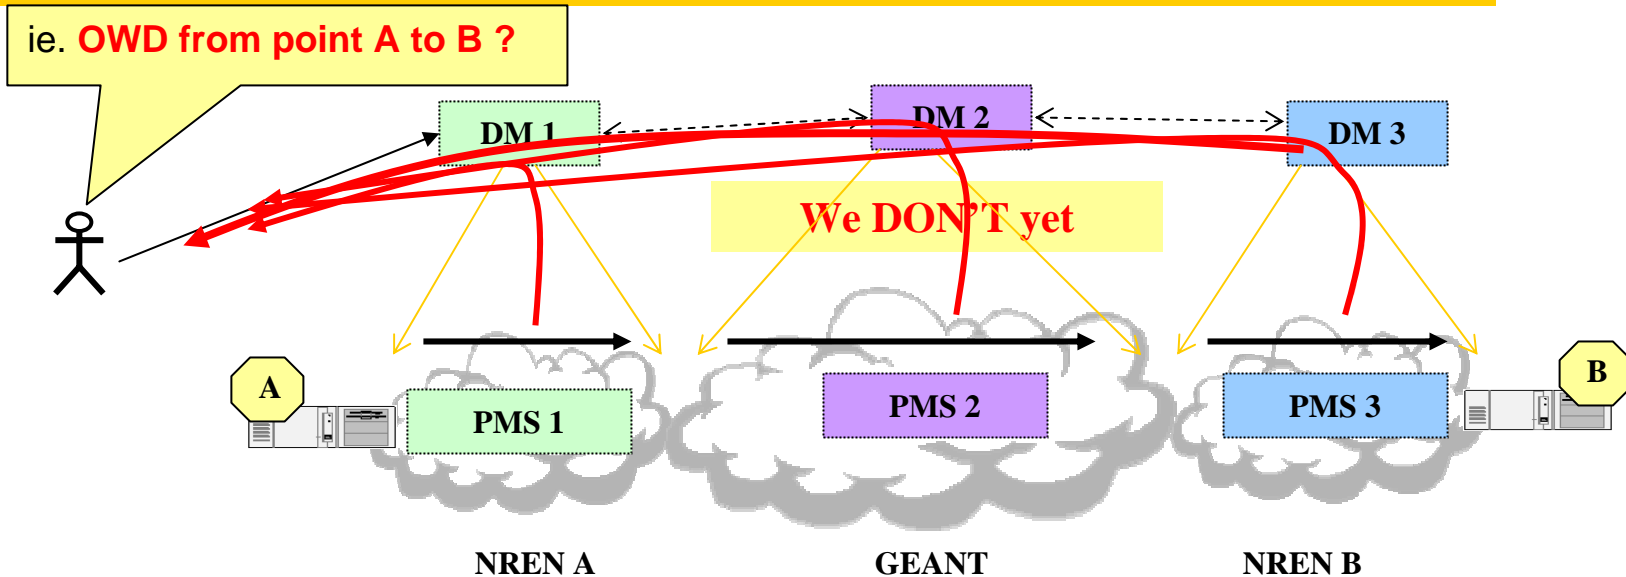 ie. OWD from point A to B ?
DM 1
DM 2
DM 3
We DON'T yet
A
B
PMS 1
PMS 2
PMS 3
NREN A
GEANT
NREN B